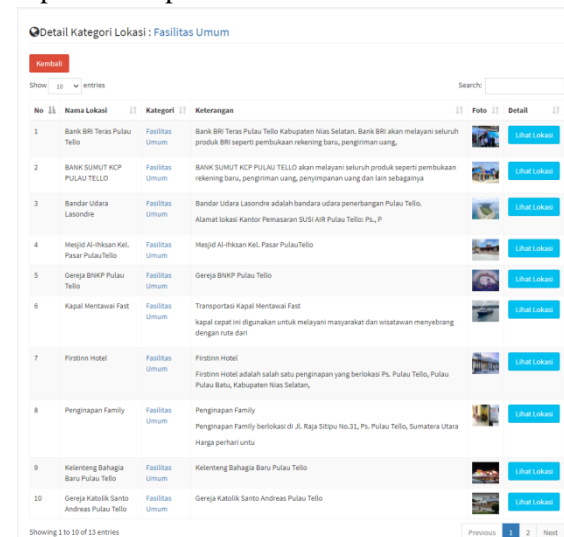 Detail Kategori Lokasi : Fasilitas Umum
Kembali
Show 10 entries
Search:
No Nama Lokasi Kategori Keterangan Foto Detail
1 Bank BRI Teras Pulau Tello Fasilitas Umum Bank BRI Teras Pulau Tello Kabupaten Nias Selatan. Bank BRI akan melayani seluruh produk BRI seperti pembukaan rekening baru, pengiriman uang, Lihat Lokasi
2 BANK SUMUT KCP PULAU TELLO Fasilitas Umum BANK SUMUT KCP PULAU TELLO akan melayani seluruh produk seperti pembukaan rekening baru, pengiriman uang, penyimpanan uang dan lain sebagainya Lihat Lokasi
3 Bandar Udara Lasondre Fasilitas Umum Bandar Udara Lasondre adalah bandara udara penerbangan Pulau Tello.
Alamat lokasi Kantor Pemasaran SUSI AIR Pulau Tello: Ps., P Lihat Lokasi
4 Mesjid Al-Ihksan Kel. Pasar PulauTello Fasilitas Umum Mesjid Al-Ihksan Kel. Pasar PulauTello Lihat Lokasi
5 Gereja BNKP Pulau Tello Fasilitas Umum Gereja BNKP Pulau Tello Lihat Lokasi
6 Kapal Mentawai Fast Fasilitas Umum Transportasi Kapal Mentawai Fast
kapal cepat ini digunakan untuk melayani masyarakat dan wisatawan menyebrang dengan rute dari Lihat Lokasi
7 Firstinn Hotel Fasilitas Umum Firstinn Hotel
Firstinn Hotel adalah salah satu penginapan yang berlokasi Ps. Pulau Tello, Pulau Pulau Batu, Kabupaten Nias Selatan, Lihat Lokasi
8 Penginapan Family Fasilitas Umum Penginapan Family
Penginapan Family berlokasi di Jl. Raja Sitipu No.31, Ps. Pulau Tello, Sumatera Utara
Harga perhari untu Lihat Lokasi
9 Kelenteng Bahagia Baru Pulau Tello Fasilitas Umum Kelenteng Bahagia Baru Pulau Tello Lihat Lokasi
10 Gereja Katolik Santo Andreas Pulau Tello Fasilitas Umum Gereja Katolik Santo Andreas Pulau Tello Lihat Lokasi
Showing 1 to 10 of 13 entries
Previous 1 2 Next